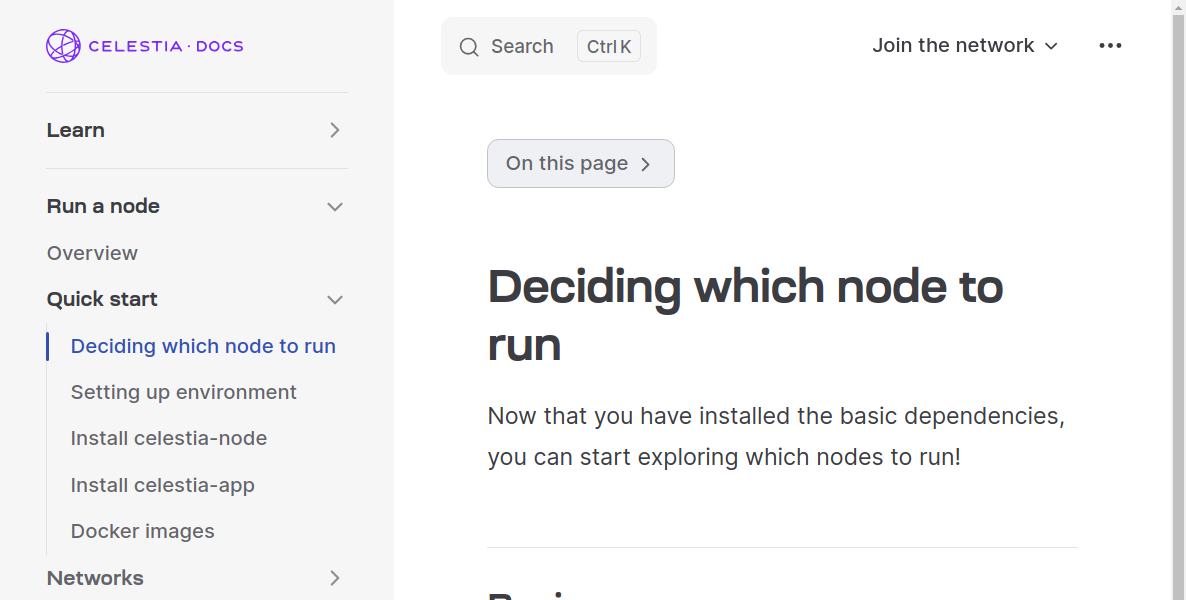 CELESTIA · DOCS
Learn
Run a node
Overview
Quick start
Deciding which node to run
Setting up environment
Install celestia-node
Install celestia-app
Docker images
Networks
Search Ctrl K
Join the network
On this page
Deciding which node to
run
Now that you have installed the basic dependencies,
you can start exploring which nodes to run!